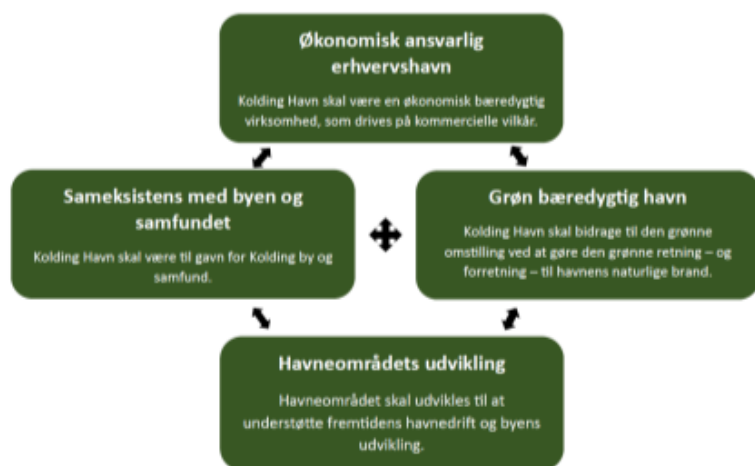 Økonomisk ansvarlig
erhvervshavn
Kolding Havn skal være en økonomisk bæredygtig
virksomhed, som drives på kommercielle vilkår.
Sameksistens med byen og
samfundet
Kolding Havn skal være til gavn for Kolding by og
samfund.
Grøn bæredygtig havn
Kolding Havn skal bidrage til den grønne
omstilling ved at gøre den grønne retning – og
forretning – til havnens naturlige brand.
Havneområdets udvikling
Havneområdet skal udvikles til at
understøtte fremtidens havnedrift og byens
udvikling.